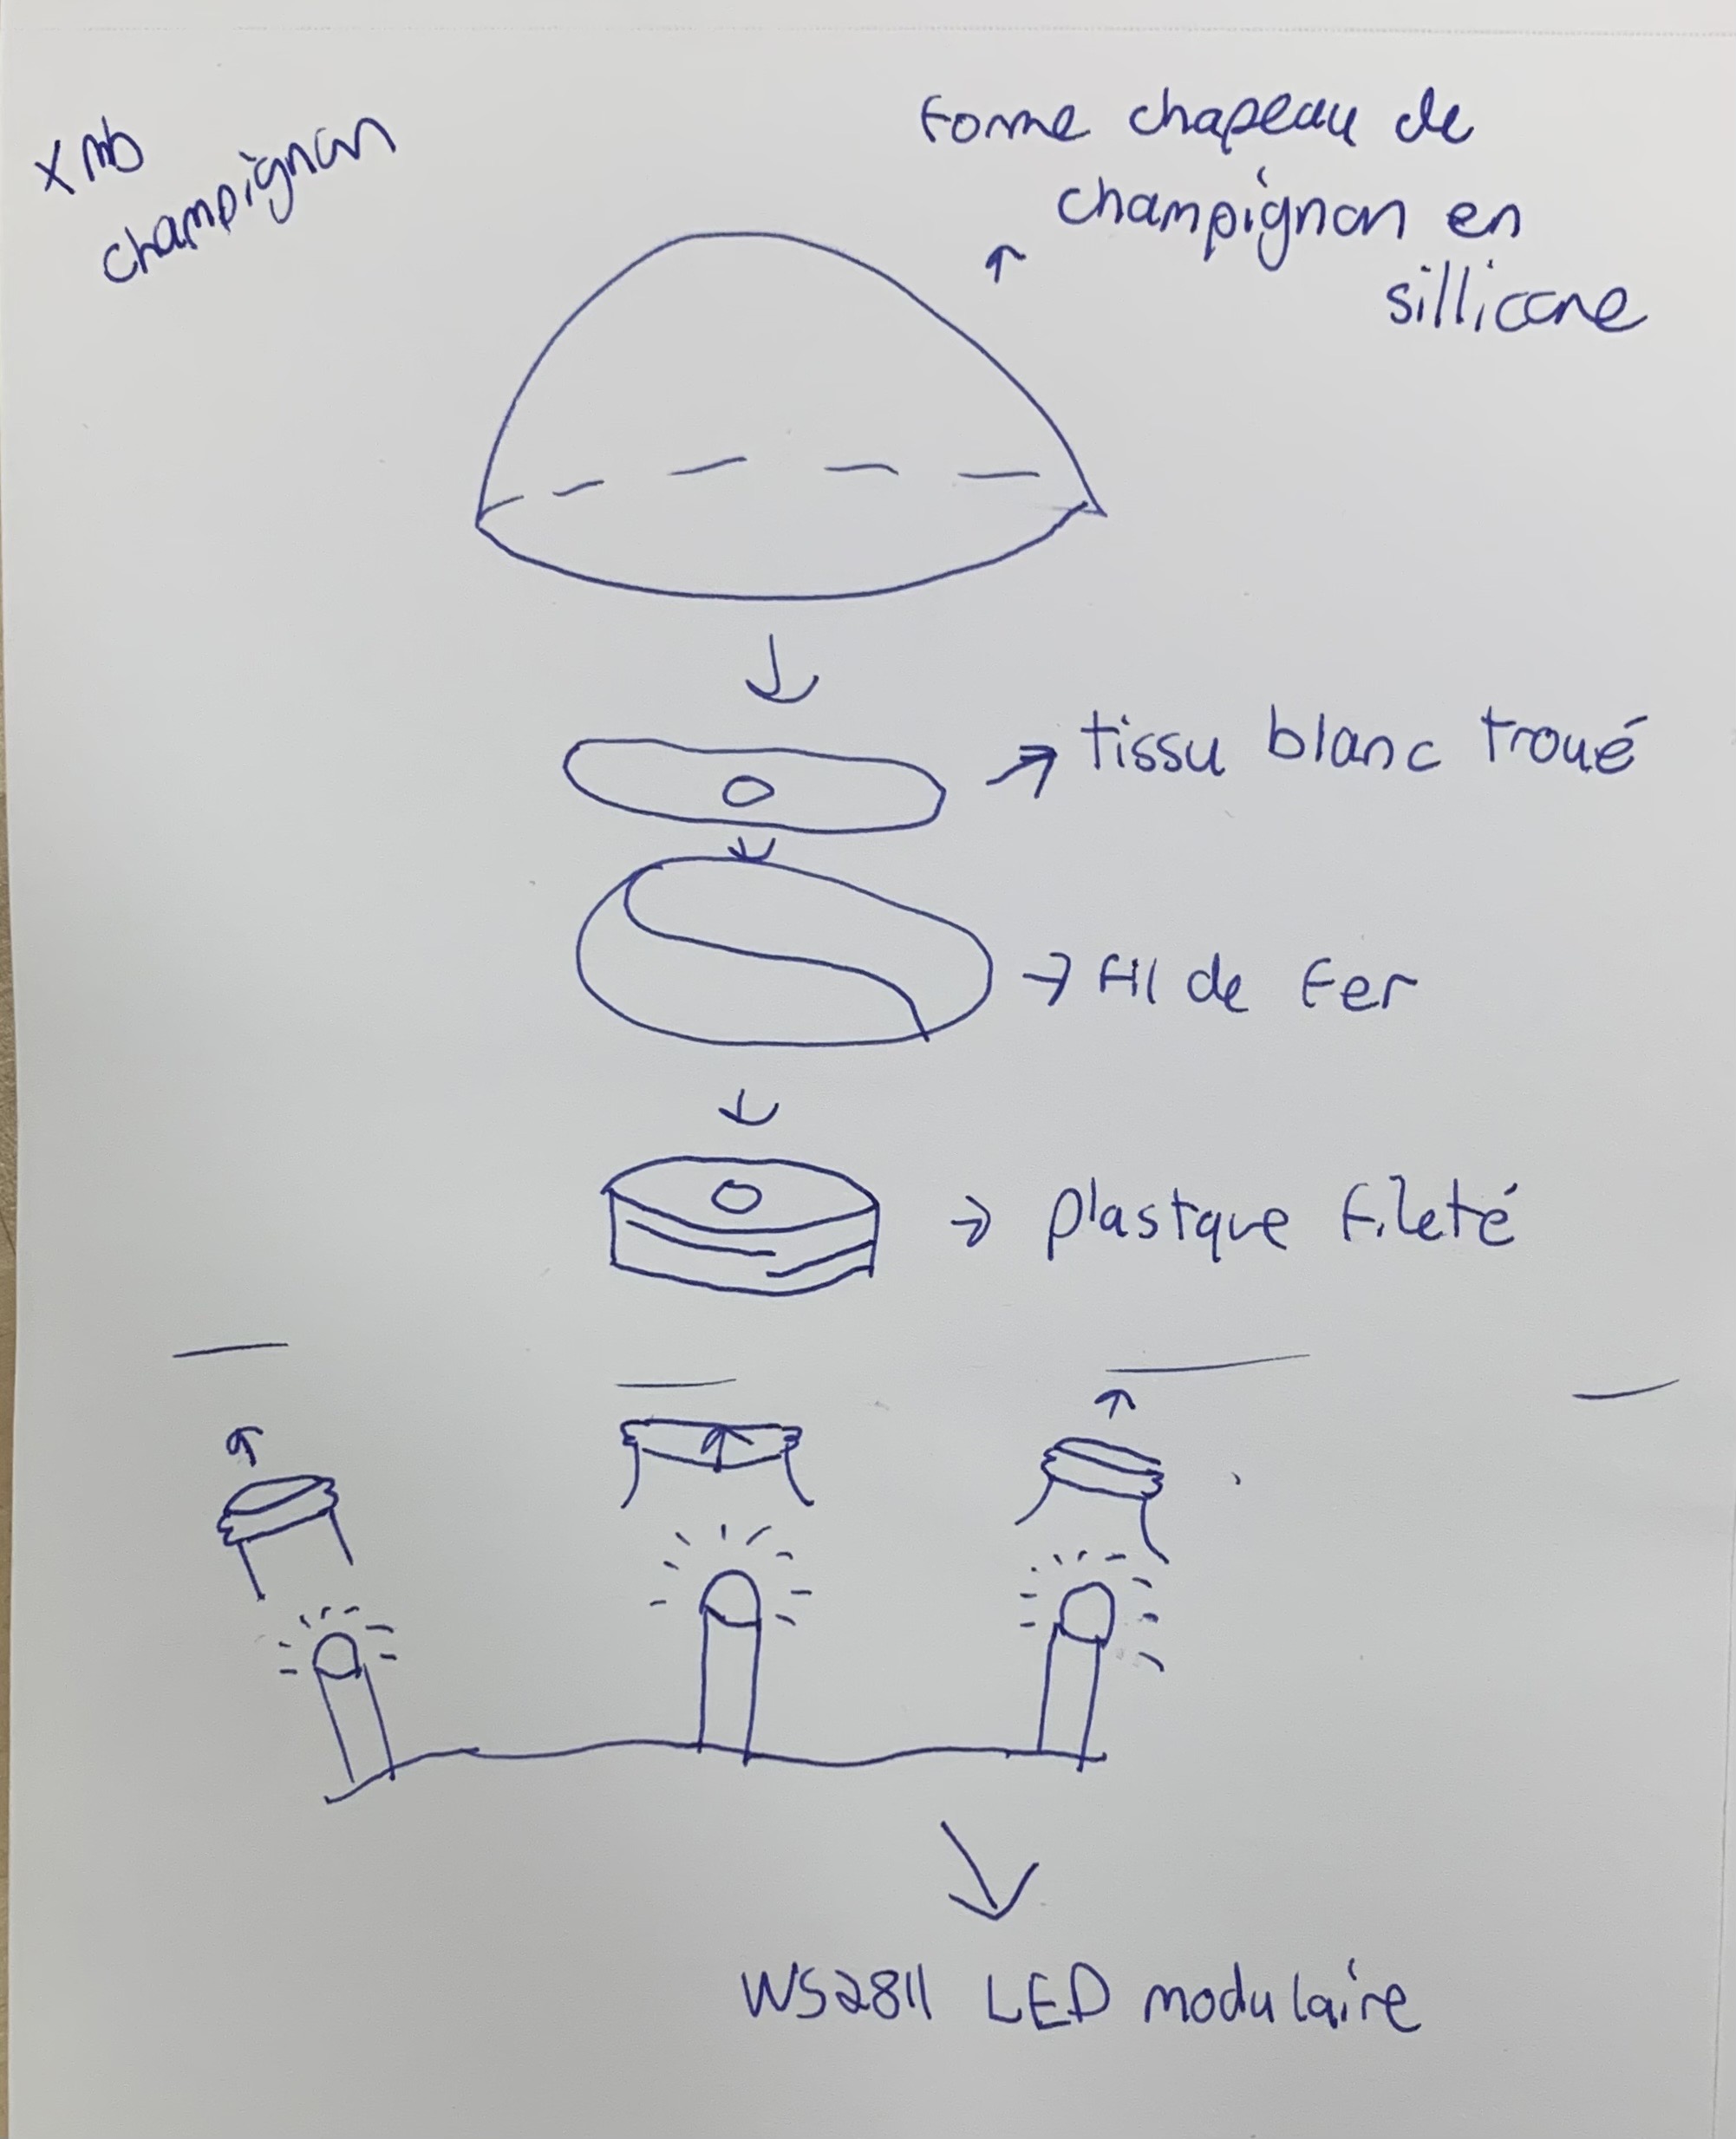 x nb
champignon
Forme chapeau de
champignon en
sillicone
tissu blanc troué
fil de fer
plastque fileté
WS2811 LED modulaire